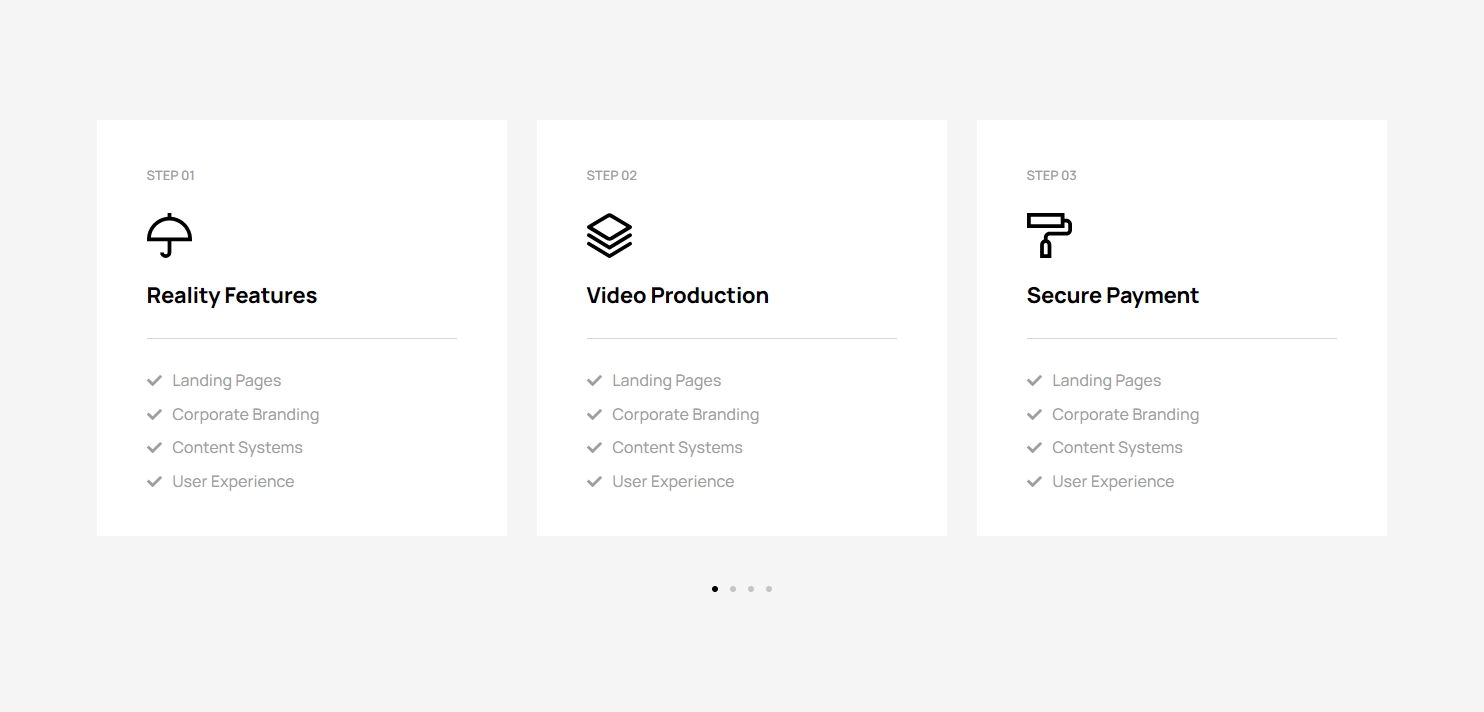 STEP 01
Reality Features
Landing Pages
Corporate Branding
Content Systems
User Experience
STEP 02
Video Production
Landing Pages
Corporate Branding
Content Systems
User Experience
STEP 03
Secure Payment
Landing Pages
Corporate Branding
Content Systems
User Experience